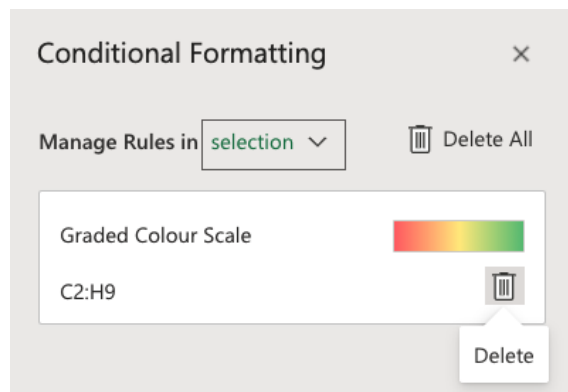 Conditional Formatting
Manage Rules in selection Delete All
Graded Colour Scale
C2:H9
Delete